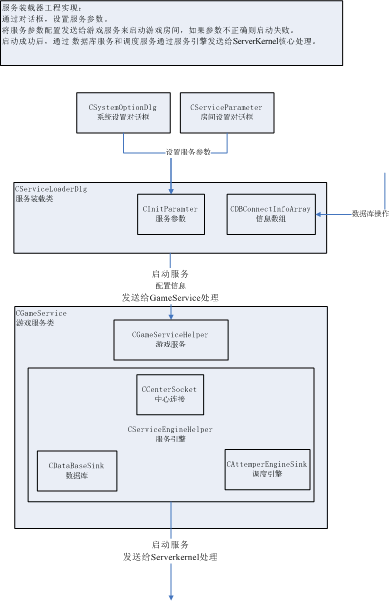 服务装载器工程实现：
通过对话框，设置服务参数。
将服务参数配置发送给游戏服务来启动游戏房间，如果参数不正确则启动失败。
启动成功后，通过 数据库服务和调度服务通过服务引擎发送给ServerKernel核心处理。
CSystemOptionDlg
系统设置对话框
CServiceParameter
房间设置对话框
设置服务参数
CServiceLoaderDlg
服务装载类
CInitParamter
服务参数
CDBConnectInfoArray
信息数组
数据库操作
启动服务
配置信息
发送给GameService处理
CGameService
游戏服务类
CGameServiceHelper
游戏服务
CCenterSocket
中心连接
CServiceEngineHelper
服务引擎
CDataBaseSink
数据库
CAttemperEngineSink
调度引擎
启动服务
发送给Serverkernel处理